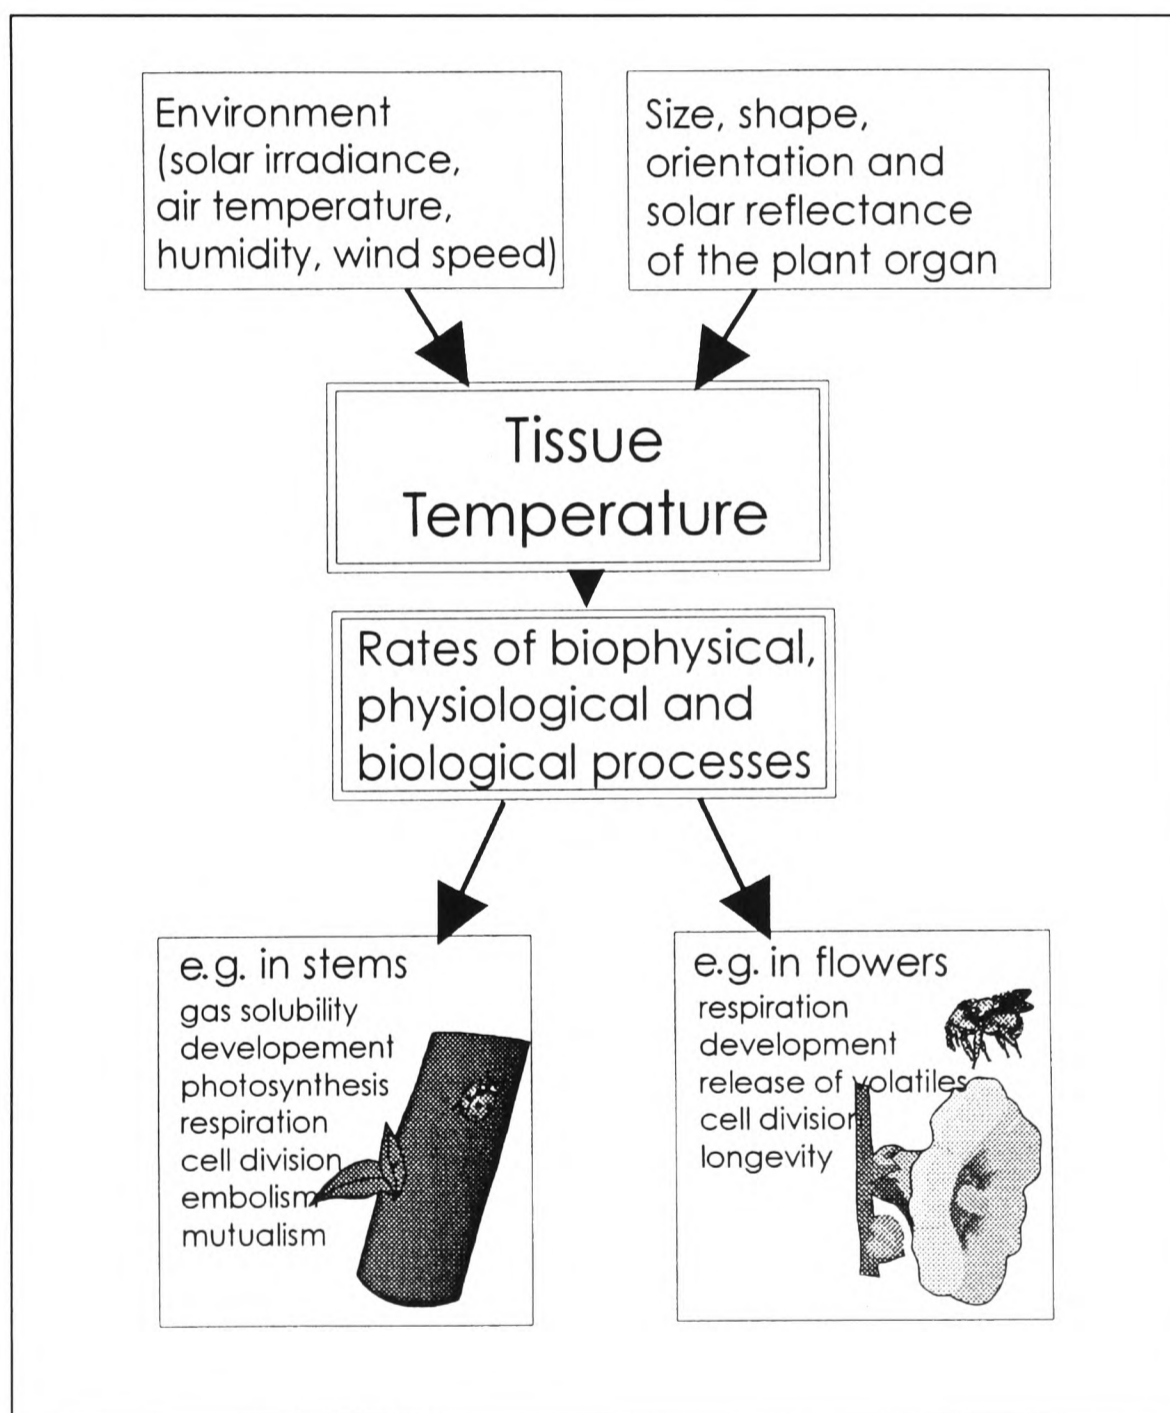 Environment
(solar irradiance,
air temperature,
humidity, wind speed)
Size, shape,
orientation and
solar reflectance
of the plant organ
Tissue
Temperature
Rates of biophysical,
physiological and
biological processes
e.g. in stems
gas solubility
developement
photosynthesis
respiration
cell division
embolism
mutualism
e.g. in flowers
respiration
development
release of volatiles
cell division
longevity